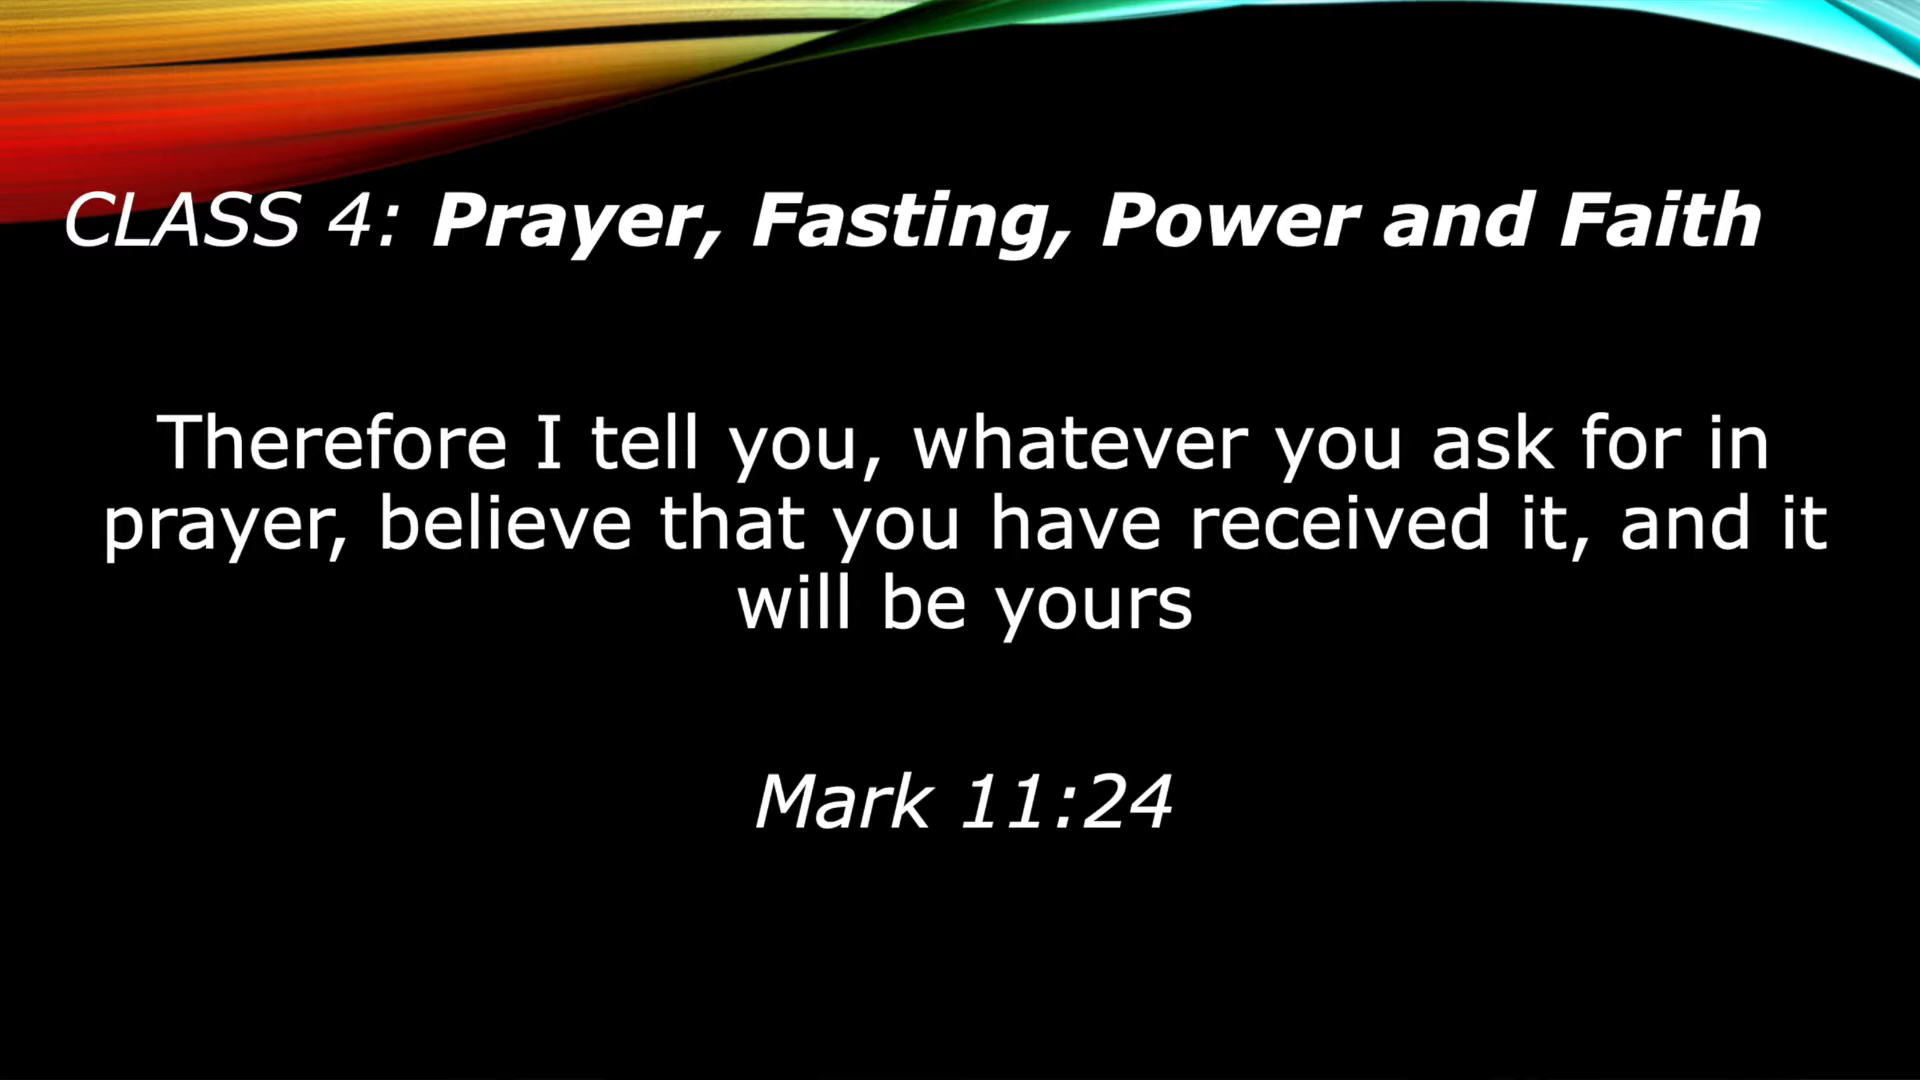 CLASS 4: Prayer, Fasting, Power and Faith
Therefore I tell you, whatever you ask for in
prayer, believe that you have received it, and it
will be yours
Mark 11:24